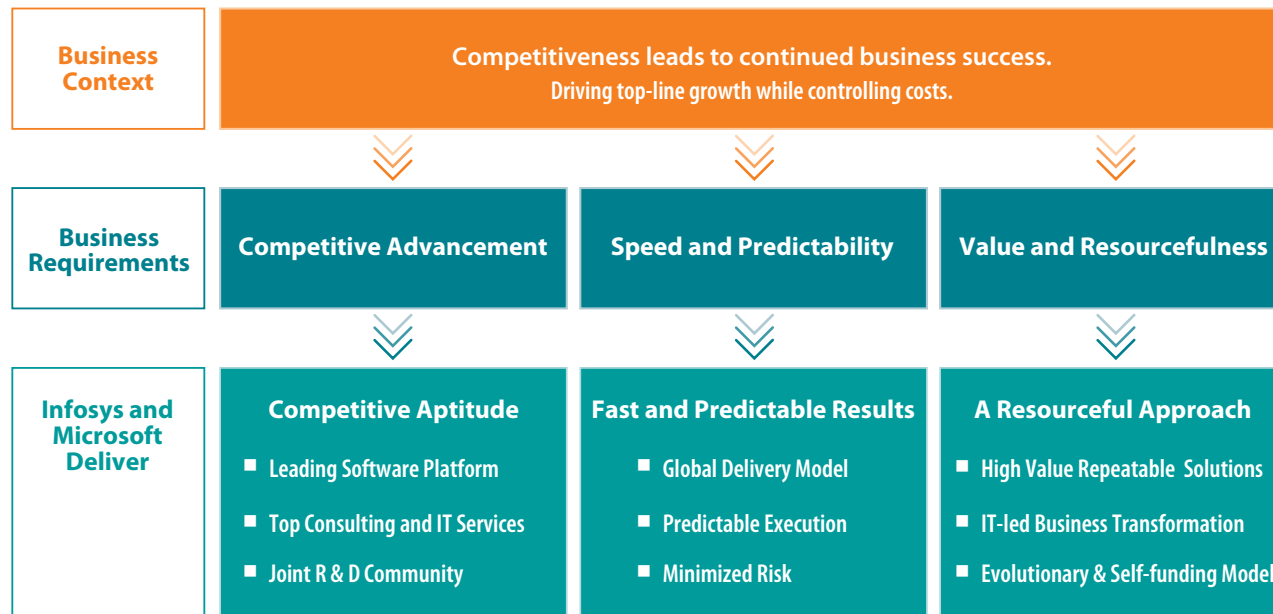 Business
Context
Competitiveness leads to continued business success.
Driving top-line growth while controlling costs.
Business
Requirements
Competitive Advancement
Speed and Predictability
Value and Resourcefulness
Infosys and
Microsoft
Deliver
Competitive Aptitude
■ Leading Software Platform
■ Top Consulting and IT Services
■ Joint R & D Community
Fast and Predictable Results
■ Global Delivery Model
■ Predictable Execution
■ Minimized Risk
A Resourceful Approach
■ High Value Repeatable Solutions
■ IT-led Business Transformation
■ Evolutionary & Self-funding Model